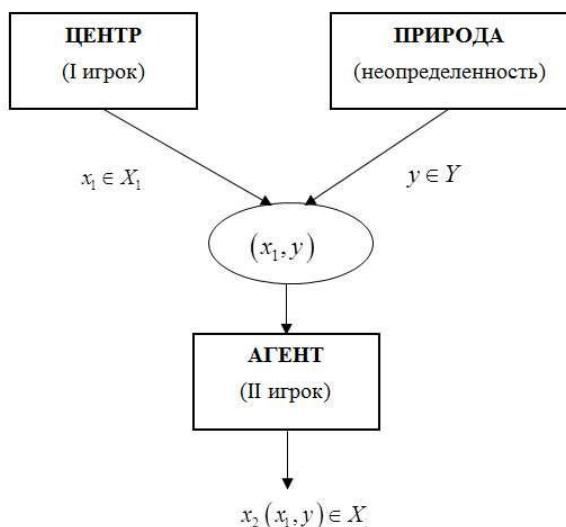 ЦЕНТР
(I игрок)
ПРИРОДА
(неопределенность)
x₁ ∈ X₁
y ∈ Y
(x₁, y)
АГЕНТ
(II игрок)
x₂(x₁, y) ∈ X